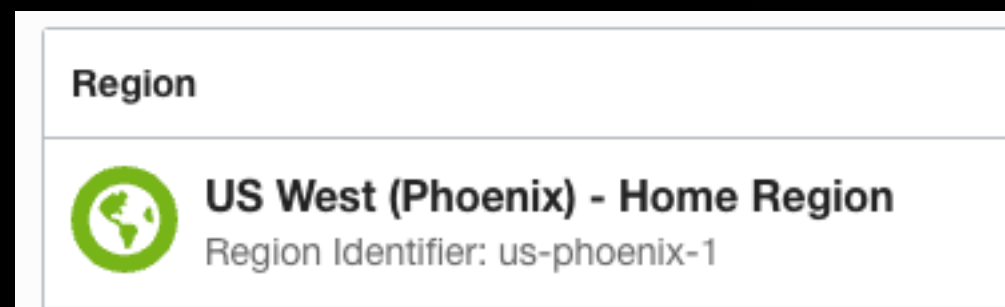 Region
US West (Phoenix) - Home Region
Region Identifier: us-phoenix-1